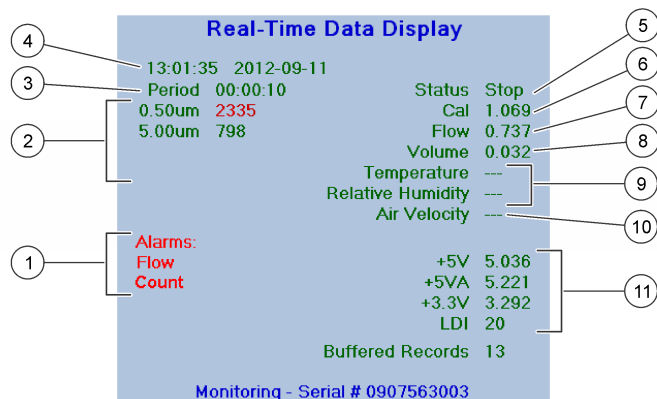 Real-Time Data Display
4
13:01:35 2012-09-11
5
3
Period 00:00:10
Status Stop
6
2
0.50um 2335
Cal 1.069
7
5.00um 798
Flow 0.737
8
Volume 0.032
Temperature ---
9
Relative Humidity ---
Air Velocity ---
10
1
Alarms:
Flow
Count
+5V 5.036
+5VA 5.221
11
+3.3V 3.292
LDI 20
Buffered Records 13
Monitoring - Serial # 0907563003